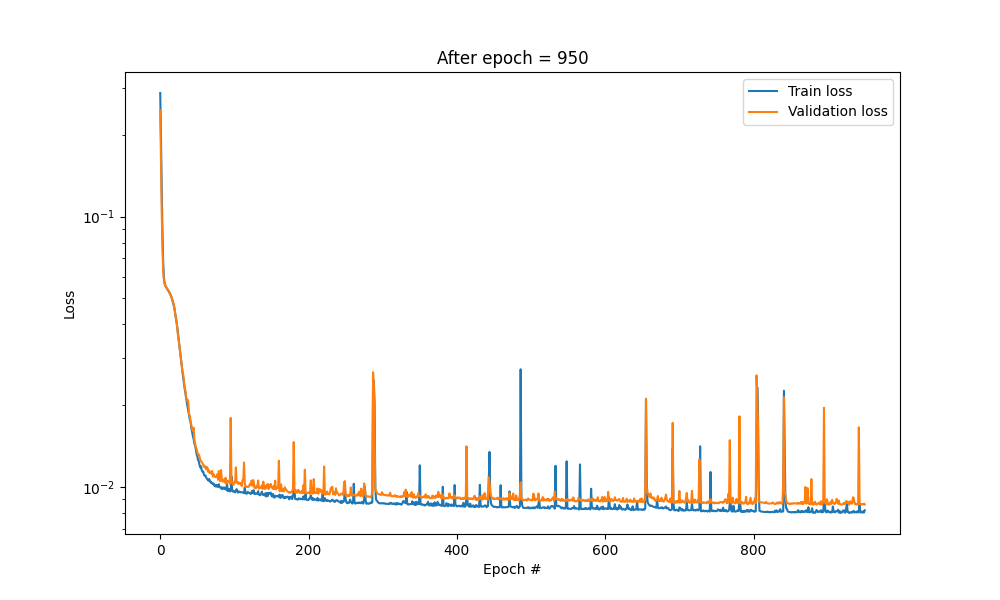 After epoch = 950
Train loss
Validation loss
10⁻¹
10⁻²
Loss
0 200 400 600 800
Epoch #